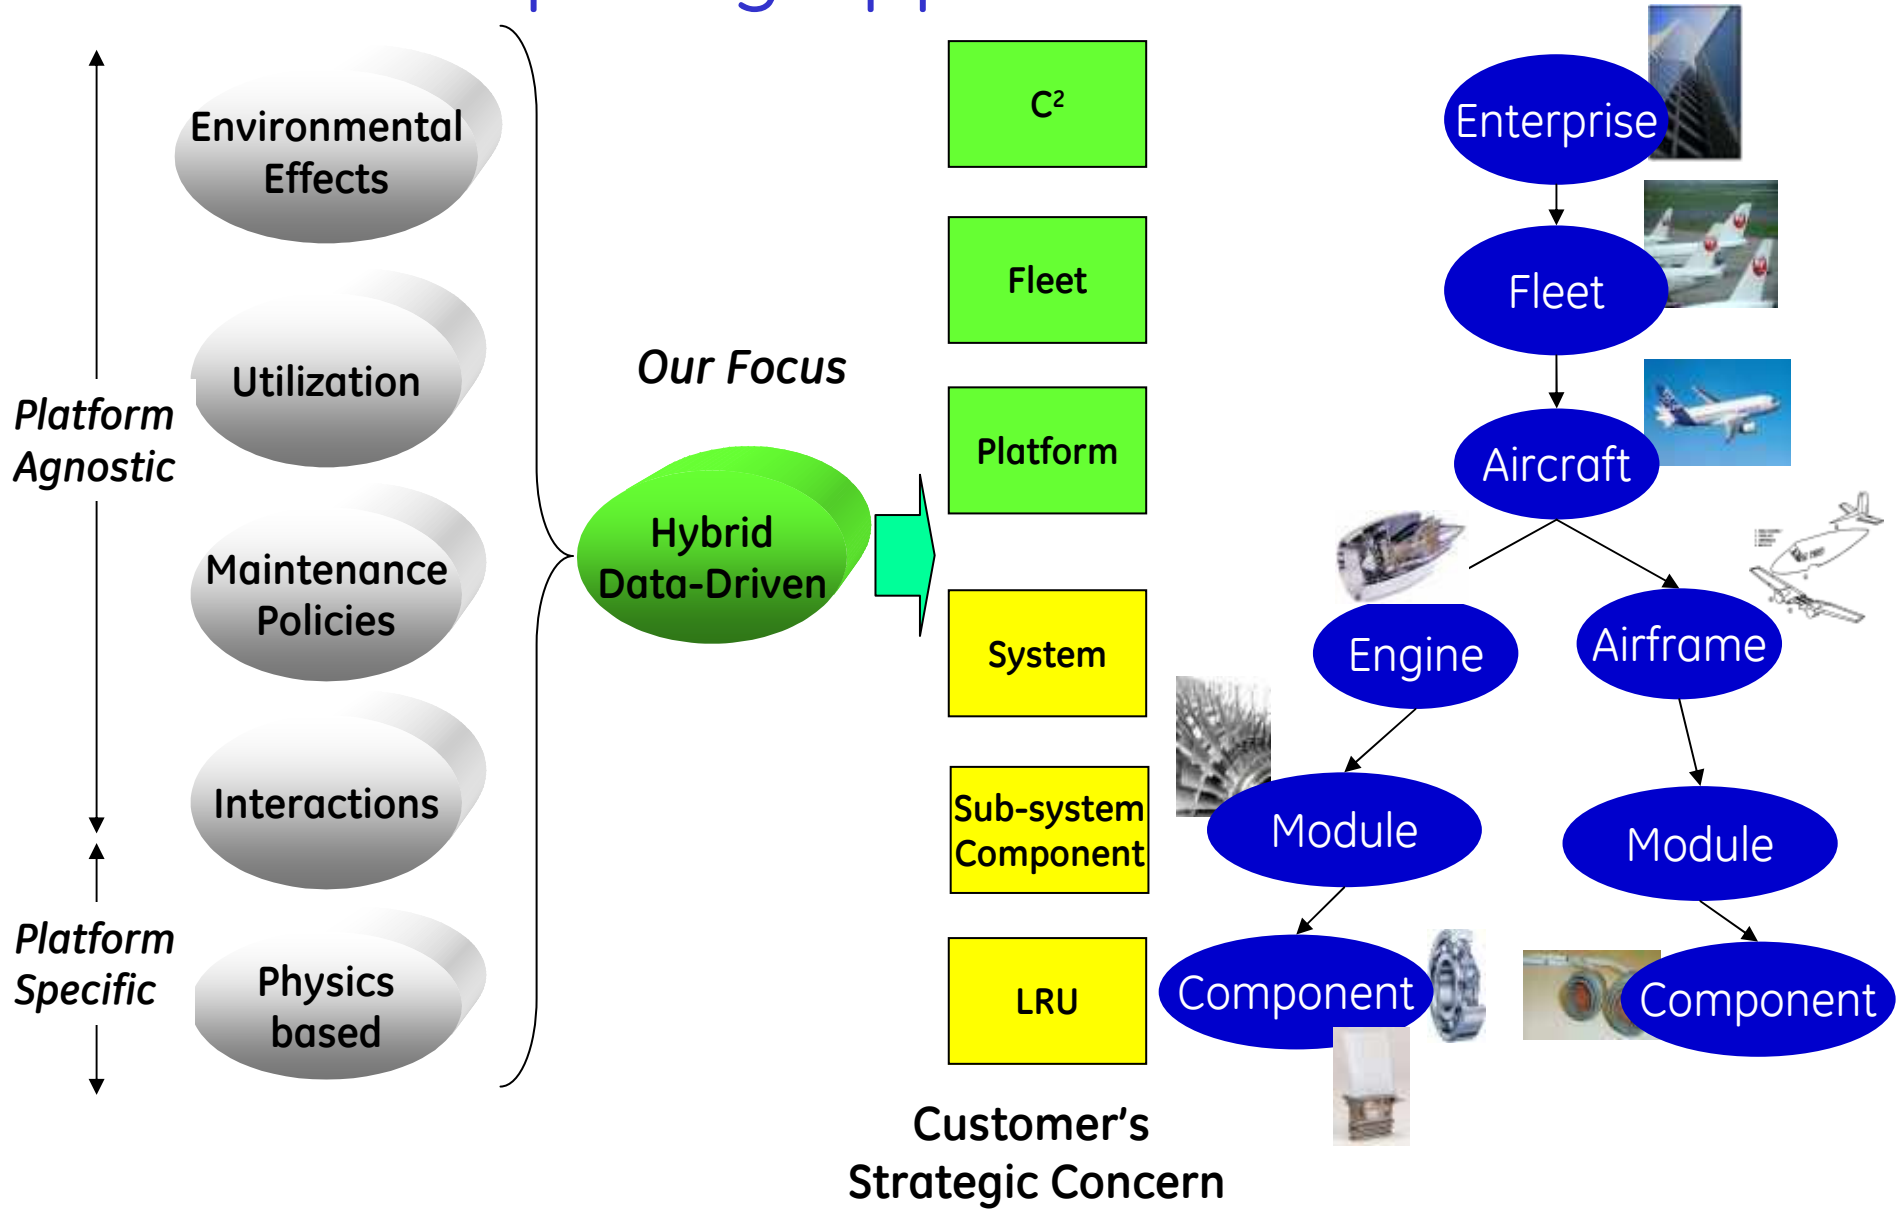 Environmental
Effects
Utilization
Platform
Agnostic
Maintenance
Policies
Interactions
Platform
Specific
Physics
based
Our Focus
Hybrid
Data-Driven
C²
Fleet
Platform
System
Sub-system
Component
LRU
Customer’s
Strategic Concern
Enterprise
Fleet
Aircraft
Engine
Airframe
Module
Module
Component
Component